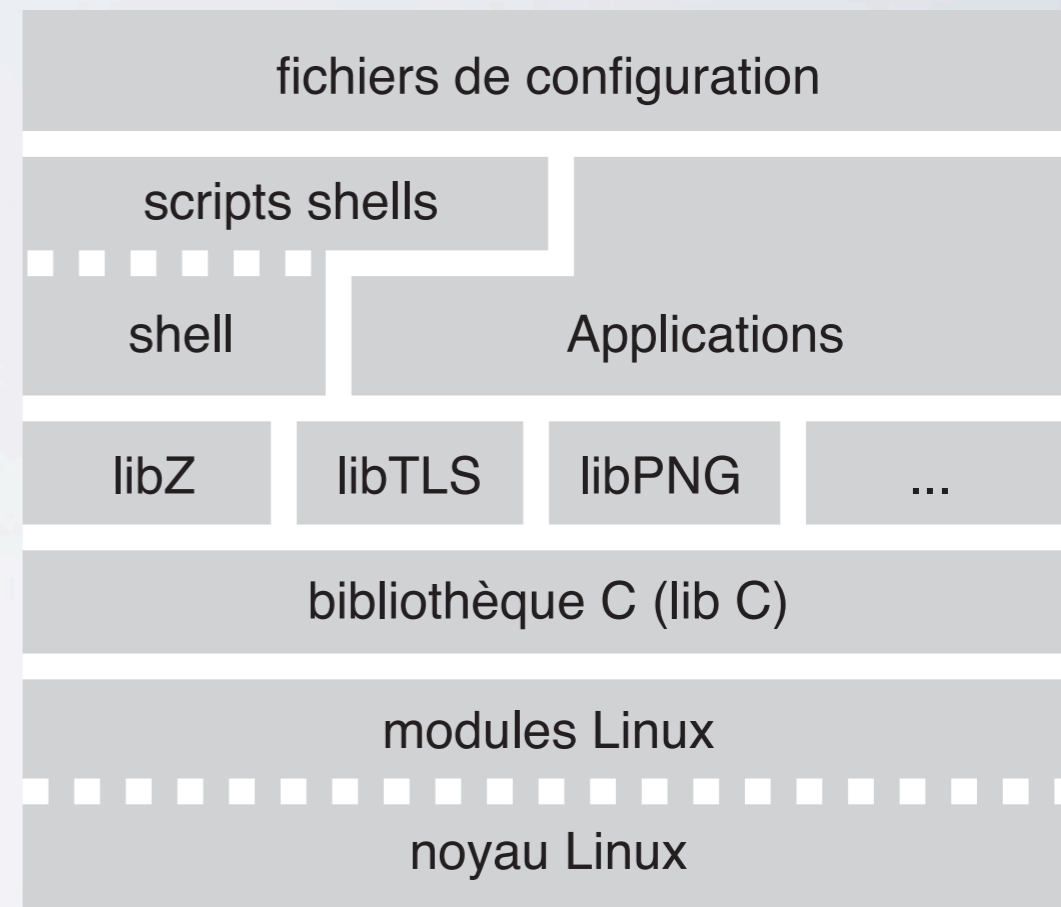 fichiers de configuration
scripts shells
shell
Applications
libZ
libTLS
libPNG
...
bibliothèque C (lib C)
modules Linux
noyau Linux